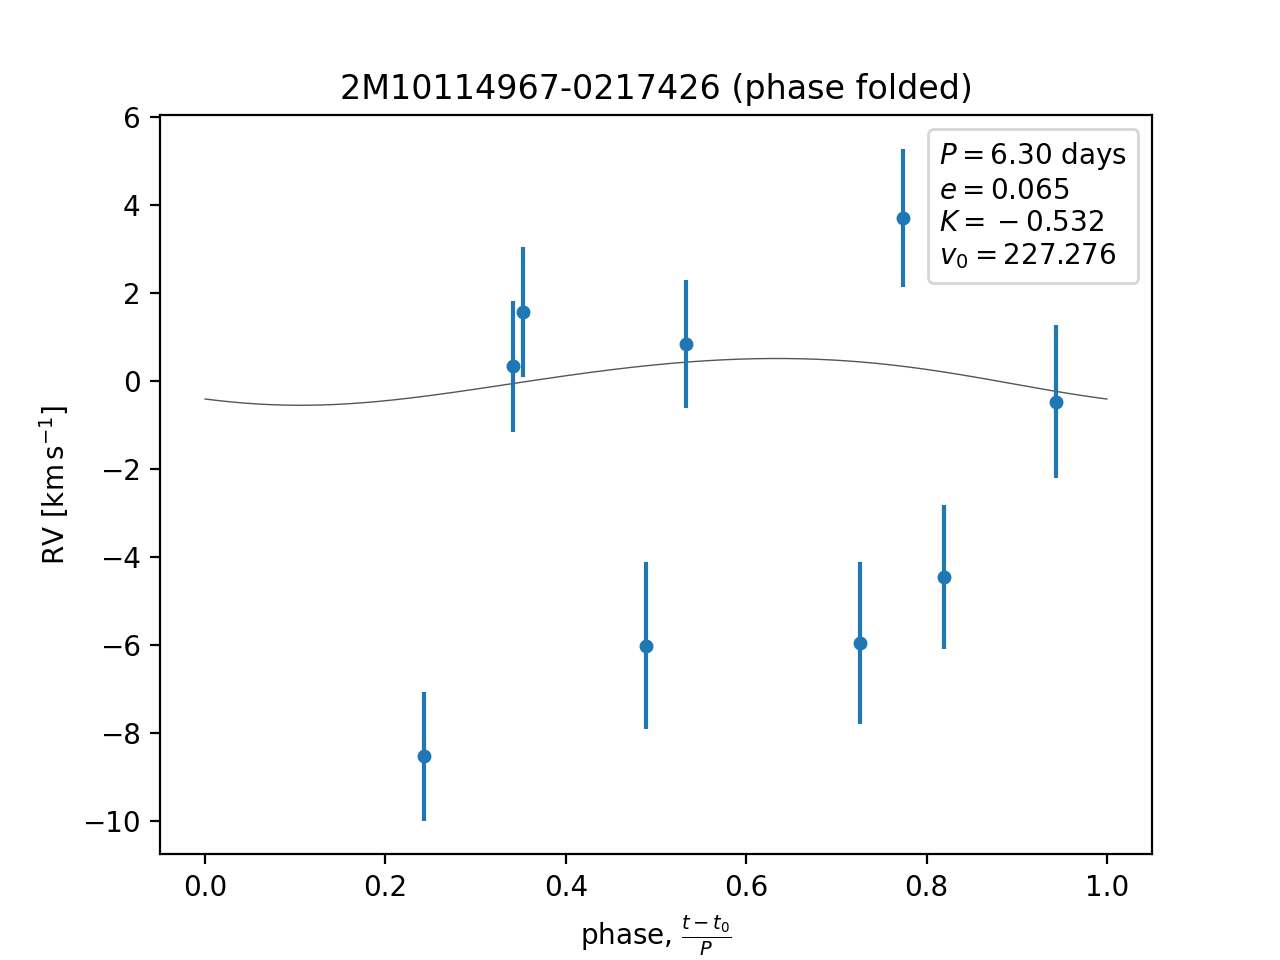 2M10114967-0217426 (phase folded)
P = 6.30 days
e = 0.065
K = −0.532
v₀ = 227.276
RV [km s⁻¹]
6
4
2
0
−2
−4
−6
−8
−10
0.0 0.2 0.4 0.6 0.8 1.0
phase, (t − t₀)/P